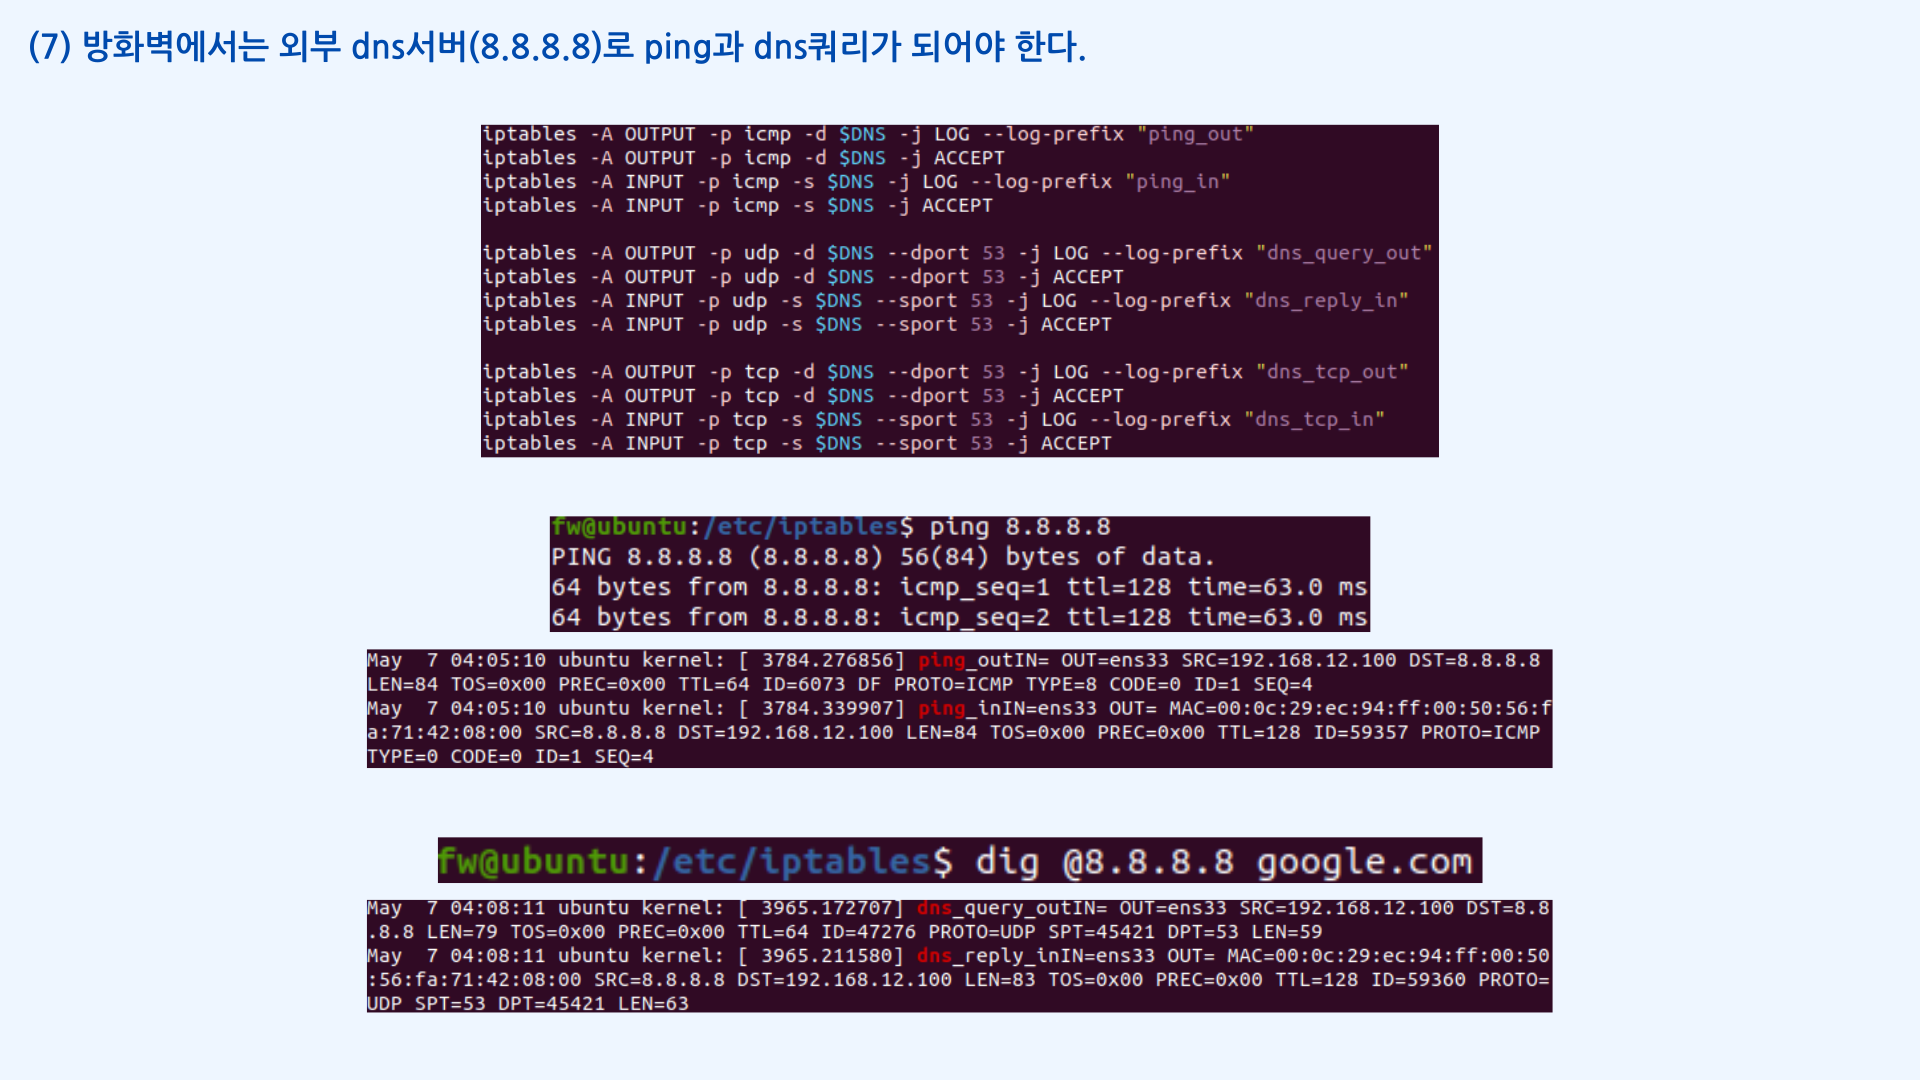 (7) 방화벽에서는 외부 dns서버(8.8.8.8)로 ping과 dns쿼리가 되어야 한다.
iptables -A OUTPUT -p icmp -d $DNS -j LOG --log-prefix "ping_out"
iptables -A OUTPUT -p icmp -d $DNS -j ACCEPT
iptables -A INPUT -p icmp -s $DNS -j LOG --log-prefix "ping_in"
iptables -A INPUT -p icmp -s $DNS -j ACCEPT
iptables -A OUTPUT -p udp -d $DNS --dport 53 -j LOG --log-prefix "dns_query_out"
iptables -A OUTPUT -p udp -d $DNS --dport 53 -j ACCEPT
iptables -A INPUT -p udp -s $DNS --sport 53 -j LOG --log-prefix "dns_reply_in"
iptables -A INPUT -p udp -s $DNS --sport 53 -j ACCEPT
iptables -A OUTPUT -p tcp -d $DNS --dport 53 -j LOG --log-prefix "dns_tcp_out"
iptables -A OUTPUT -p tcp -d $DNS --dport 53 -j ACCEPT
iptables -A INPUT -p tcp -s $DNS --sport 53 -j LOG --log-prefix "dns_tcp_in"
iptables -A INPUT -p tcp -s $DNS --sport 53 -j ACCEPT
fw@ubuntu:/etc/iptables$ ping 8.8.8.8
PING 8.8.8.8 (8.8.8.8) 56(84) bytes of data.
64 bytes from 8.8.8.8: icmp_seq=1 ttl=128 time=63.0 ms
64 bytes from 8.8.8.8: icmp_seq=2 ttl=128 time=63.0 ms
May  7 04:05:10 ubuntu kernel: [ 3784.276856] ping_outIN= OUT=ens33 SRC=192.168.12.100 DST=8.8.8.8
LEN=84 TOS=0x00 PREC=0x00 TTL=64 ID=6073 DF PROTO=ICMP TYPE=8 CODE=0 ID=1 SEQ=4
May  7 04:05:10 ubuntu kernel: [ 3784.339907] ping_inIN=ens33 OUT= MAC=00:0c:29:ec:94:ff:00:50:56:f
a:71:42:08:00 SRC=8.8.8.8 DST=192.168.12.100 LEN=84 TOS=0x00 PREC=0x00 TTL=128 ID=59357 PROTO=ICMP
TYPE=0 CODE=0 ID=1 SEQ=4
fw@ubuntu:/etc/iptables$ dig @8.8.8.8 google.com
May  7 04:08:11 ubuntu kernel: [ 3965.172707] dns_query_outIN= OUT=ens33 SRC=192.168.12.100 DST=8.8
.8.8 LEN=79 TOS=0x00 PREC=0x00 TTL=64 ID=47276 PROTO=UDP SPT=45421 DPT=53 LEN=59
May  7 04:08:11 ubuntu kernel: [ 3965.211580] dns_reply_inIN=ens33 OUT= MAC=00:0c:29:ec:94:ff:00:50
:56:fa:71:42:08:00 SRC=8.8.8.8 DST=192.168.12.100 LEN=83 TOS=0x00 PREC=0x00 TTL=128 ID=59360 PROTO=
UDP SPT=53 DPT=45421 LEN=63